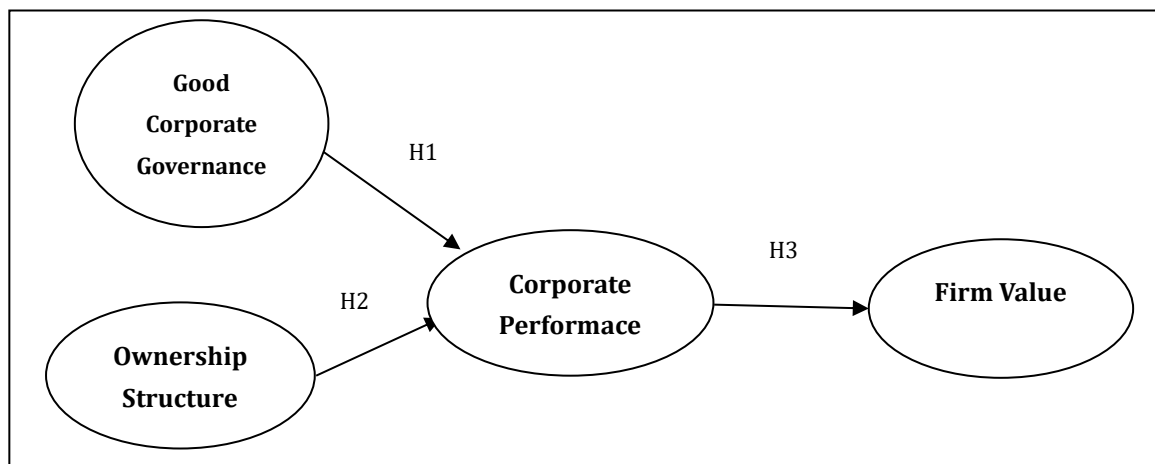 Good
Corporate
Governance
H1
H2
Ownership
Structure
Corporate
Performace
H3
Firm Value